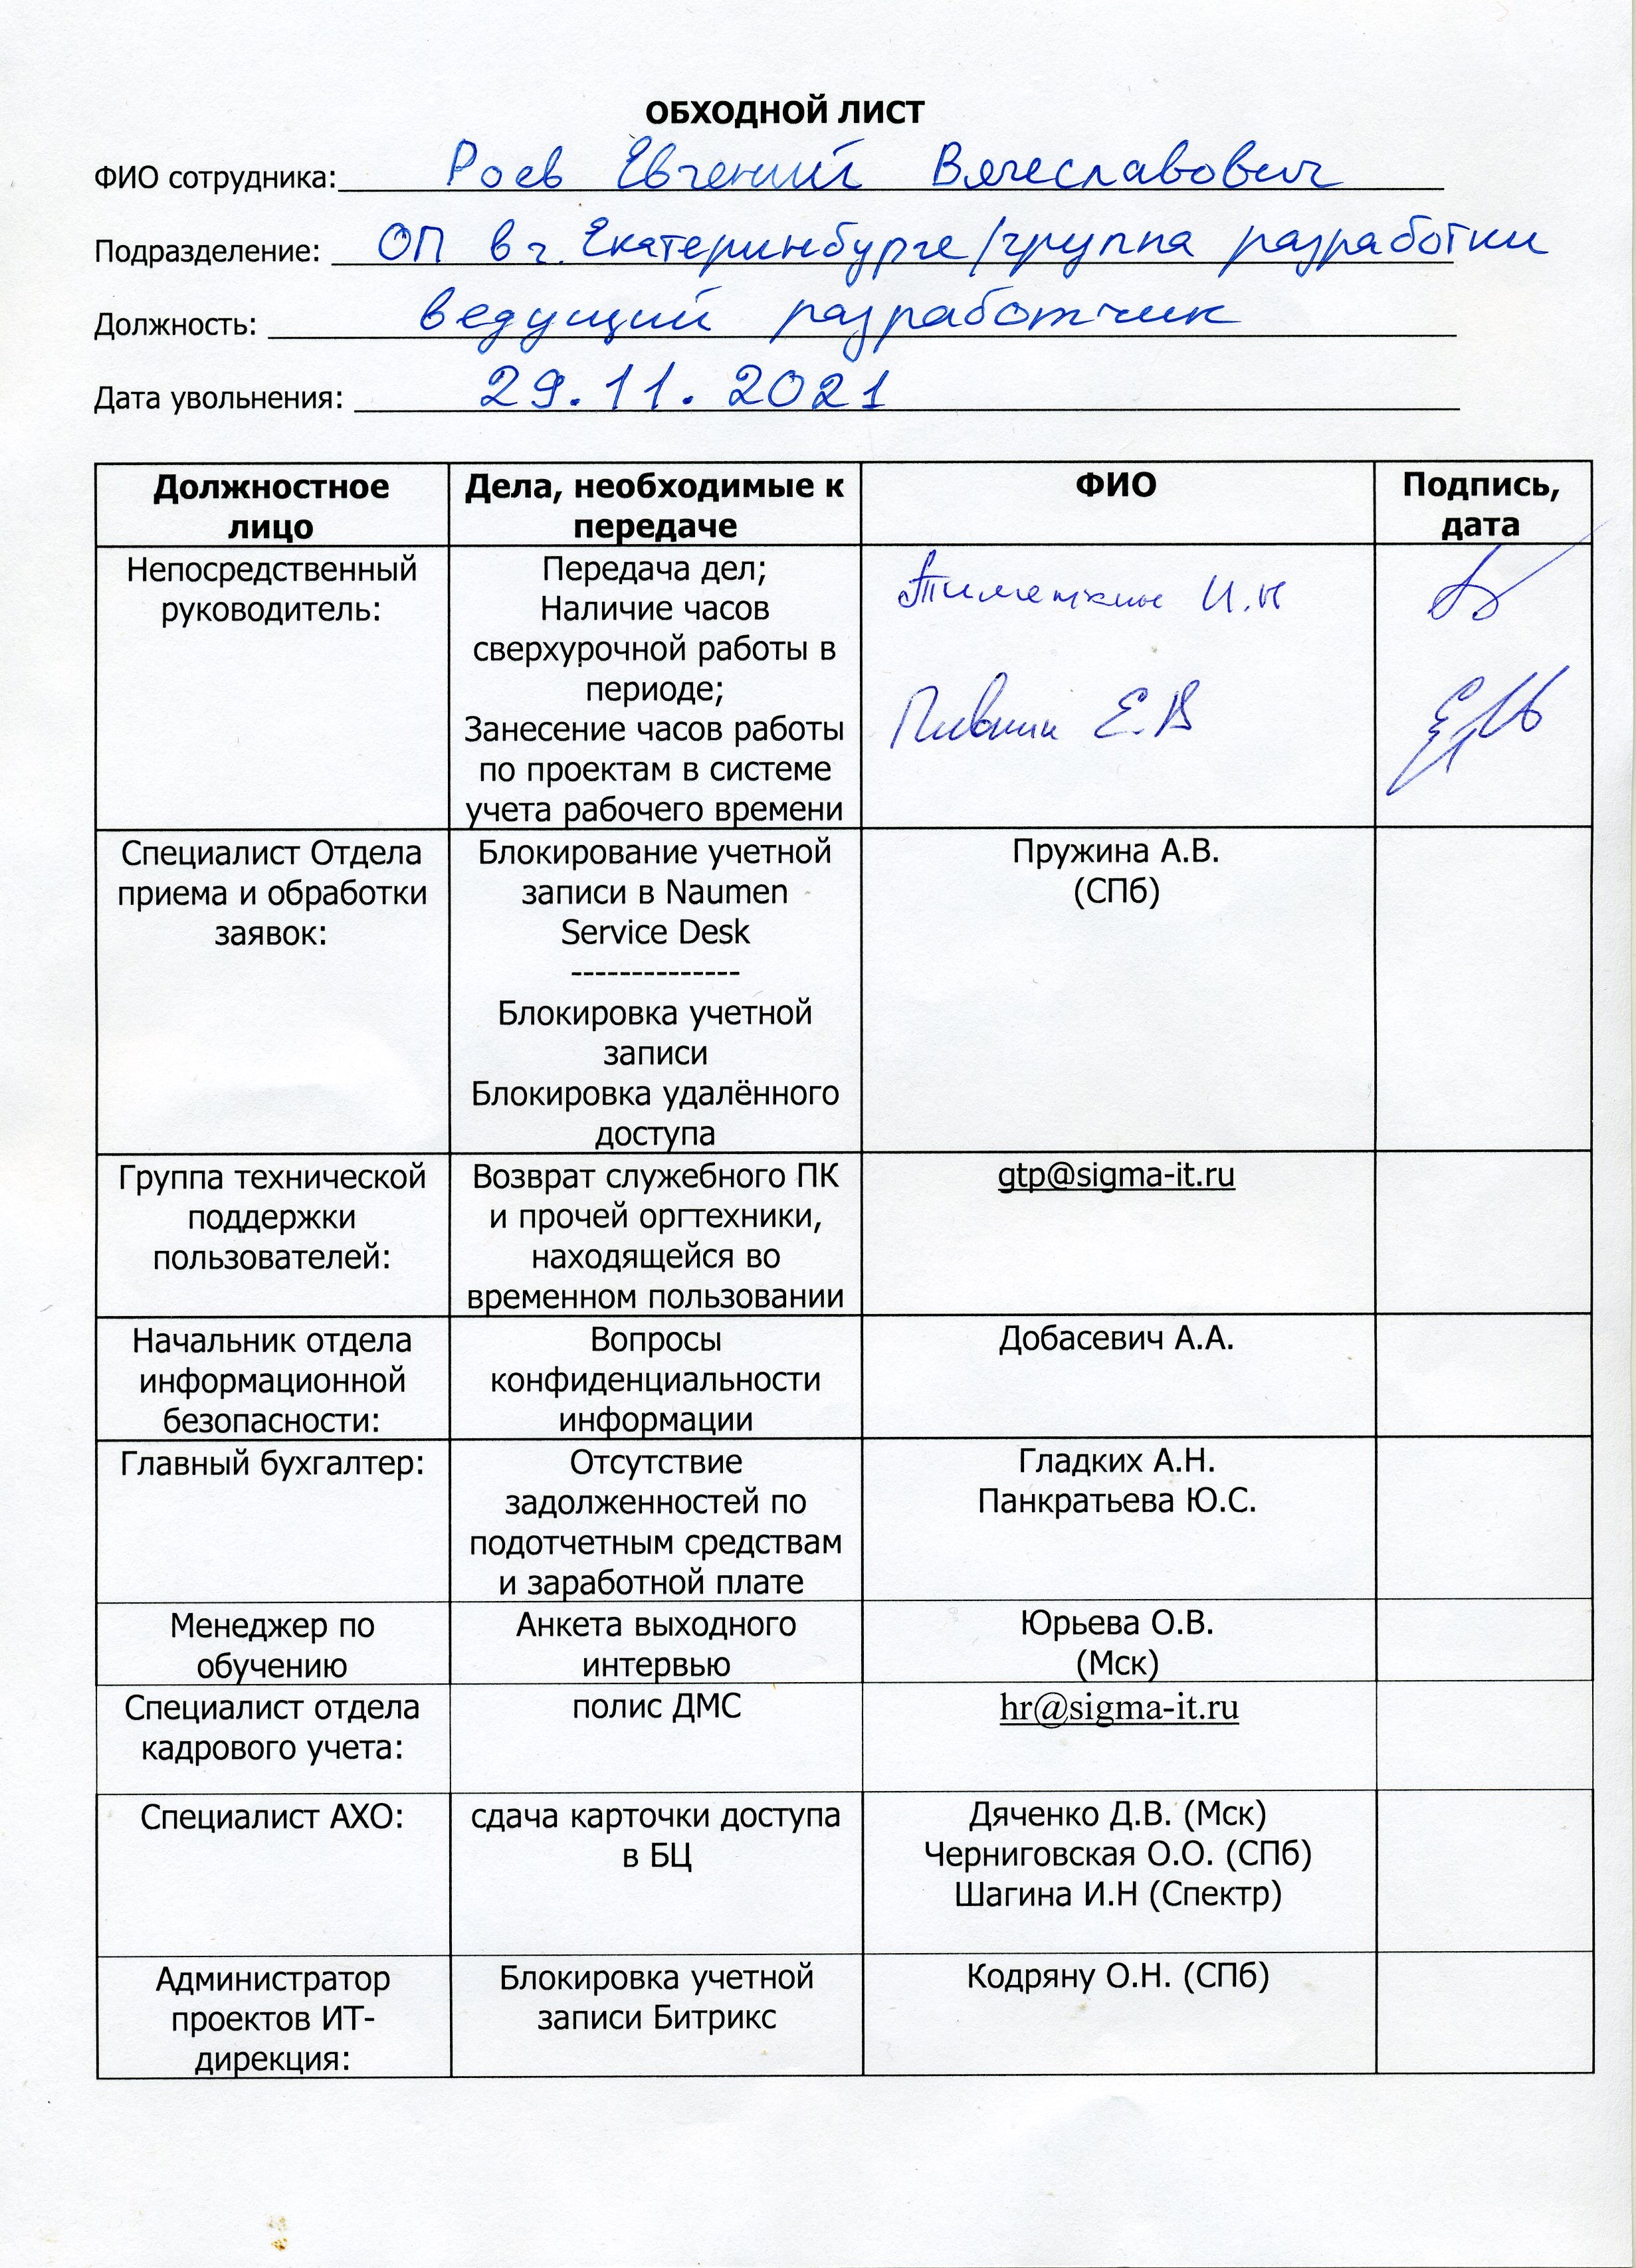 ОБХОДНОЙ ЛИСТ
ФИО сотрудника: Роев Евгений Вячеславович
Подразделение: ОП в г. Екатеринбурге/группа разработки
Должность: ведущий разработчик
Дата увольнения: 29.11.2021
Должностное
лицо
Дела, необходимые к
передаче
ФИО
Подпись,
дата
Непосредственный
руководитель:
Передача дел;
Наличие часов
сверхурочной работы в
периоде;
Занесение часов работы
по проектам в системе
учета рабочего времени
И.Н
Пивник Е.В
Специалист Отдела
приема и обработки
заявок:
Блокирование учетной
записи в Naumen
Service Desk
--------------
Блокировка учетной
записи
Блокировка удалённого
доступа
Пружина А.В.
(СПб)
Группа технической
поддержки
пользователей:
Возврат служебного ПК
и прочей оргтехники,
находящейся во
временном пользовании
gtp@sigma-it.ru
Начальник отдела
информационной
безопасности:
Вопросы
конфиденциальности
информации
Добасевич А.А.
Главный бухгалтер:
Отсутствие
задолженностей по
подотчетным средствам
и заработной плате
Гладких А.Н.
Панкратьева Ю.С.
Менеджер по
обучению
Анкета выходного
интервью
Юрьева О.В.
(Мск)
Специалист отдела
кадрового учета:
полис ДМС
hr@sigma-it.ru
Специалист АХО:
сдача карточки доступа
в БЦ
Дяченко Д.В. (Мск)
Черниговская О.О. (СПб)
Шагина И.Н (Спектр)
Администратор
проектов ИТ-
дирекция:
Блокировка учетной
записи Битрикс
Кодряну О.Н. (СПб)